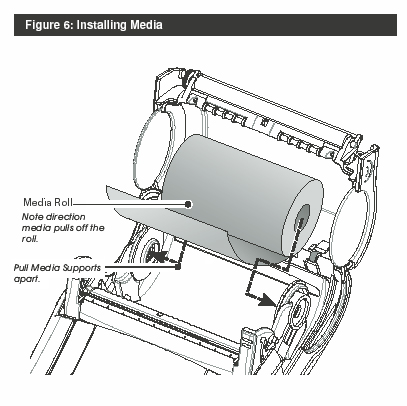 Figure 6: Installing Media
Media Roll
Note direction
media pulls off the
roll.
Pull Media Supports
apart.